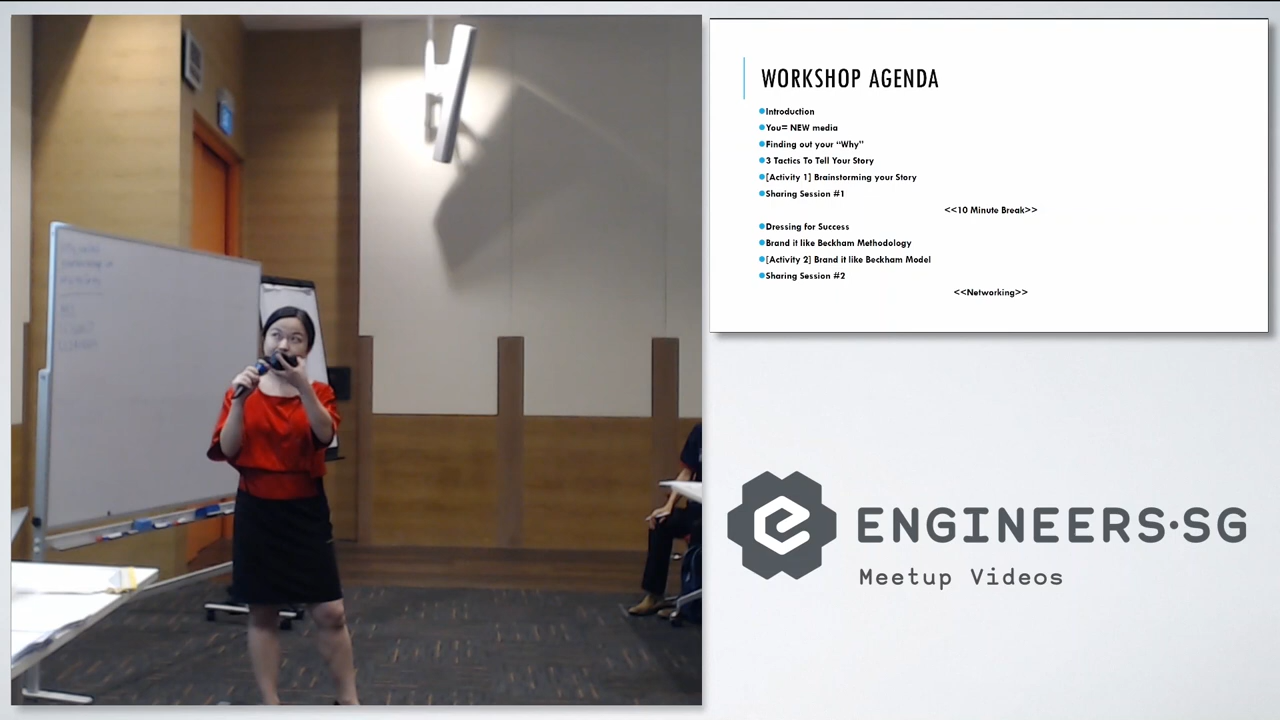 WORKSHOP AGENDA
Introduction
You= NEW media
Finding out your “Why”
3 Tactics To Tell Your Story
[Activity 1] Brainstorming your Story
Sharing Session #1
<<10 Minute Break>>
Dressing for Success
Brand it like Beckham Methodology
[Activity 2] Brand it like Beckham Model
Sharing Session #2
<<Networking>>
ENGINEERS·SG
Meetup Videos